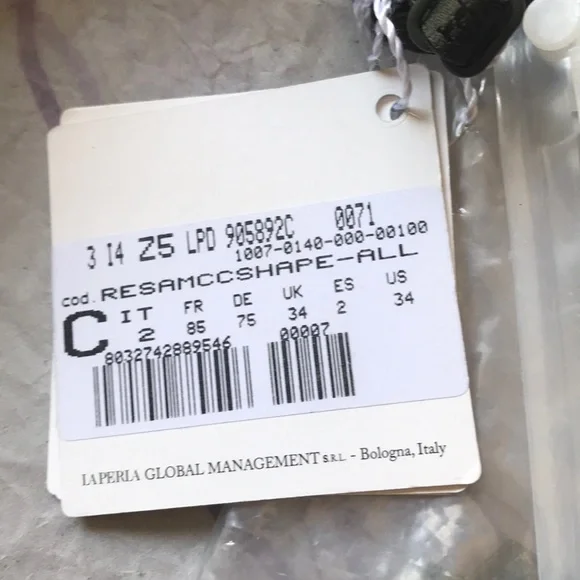 3 I4 Z5 LPD 905892C 0071
1007-0140-000-00100
cod. RESAMCCSHAPE-ALL
C IT FR DE UK ES US
2 85 75 34 2 34
8032742889546 00007
LA PERLA GLOBAL MANAGEMENT S.R.L. - Bologna, Italy